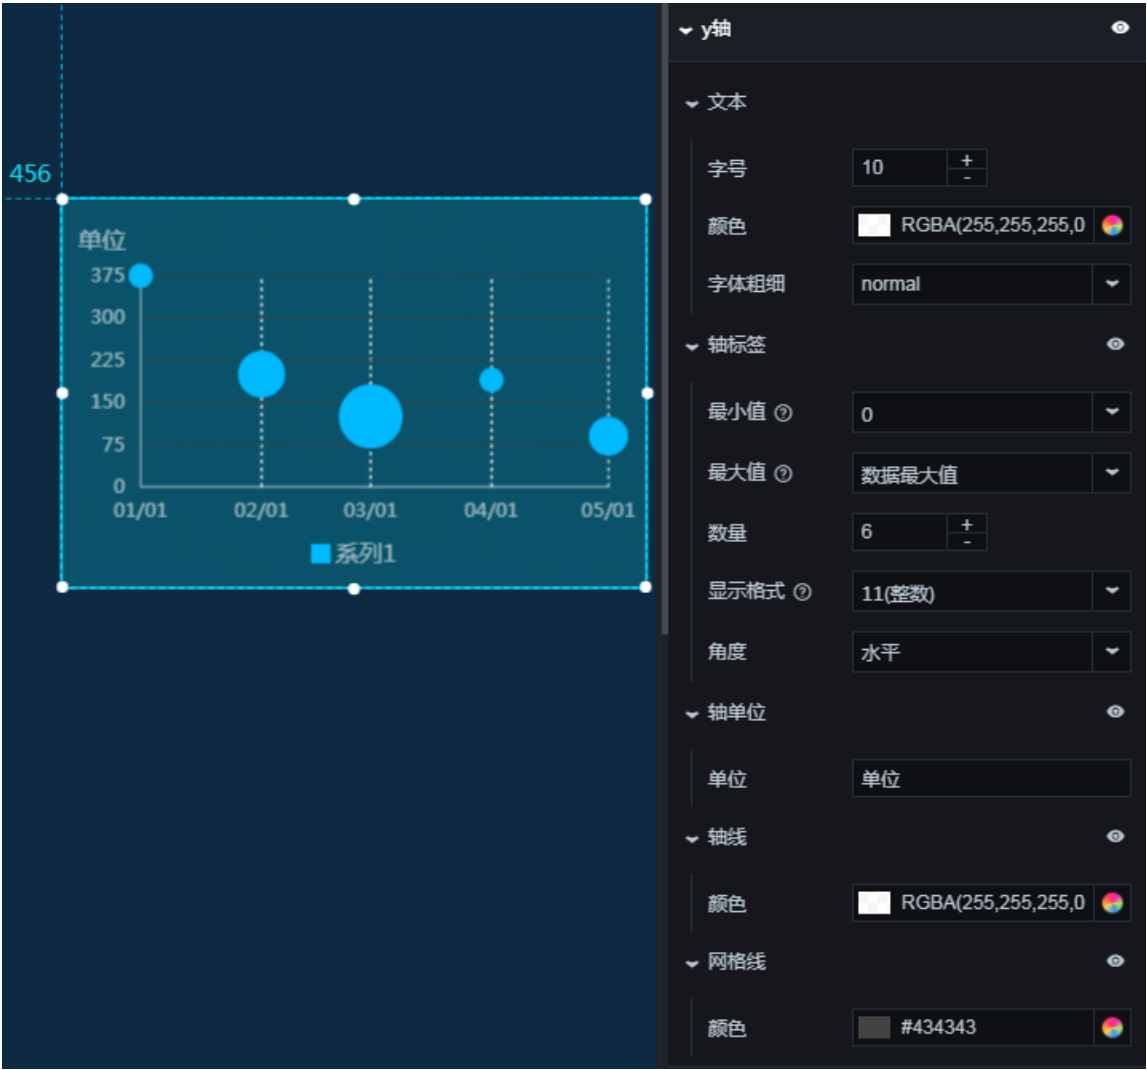 456
单位
375
300
225
150
75
0
01/01 02/01 03/01 04/01 05/01
系列1
y轴
文本
字号 10 + -
颜色 RGBA(255,255,255,0
字体粗细 normal
轴标签
最小值 ? 0
最大值 ? 数据最大值
数量 6 + -
显示格式 ? 11(整数)
角度 水平
轴单位
单位 单位
轴线
颜色 RGBA(255,255,255,0
网格线
颜色 #434343